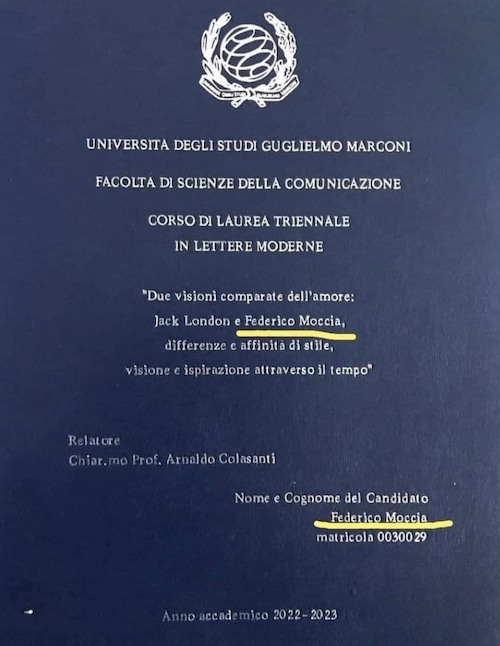 UNIVERSITA DEGLI STUDI GUGLIELMO MARCONI
FACOLTA DI SCIENZE DELLA COMUNICAZIONE
CORSO DI LAUREA TRIENNALE
IN LETTERE MODERNE
"Due visioni comparate dell'amore:
Jack London e Federico Moccia,
differenze e affinità di stile,
visione e ispirazione attraverso il tempo"
Relatore
Chiar.mo Prof. Arnaldo Colasanti
Nome e Cognome del Candidato
Federico Moccia
matricola 0030029
Anno accademico 2022-2023